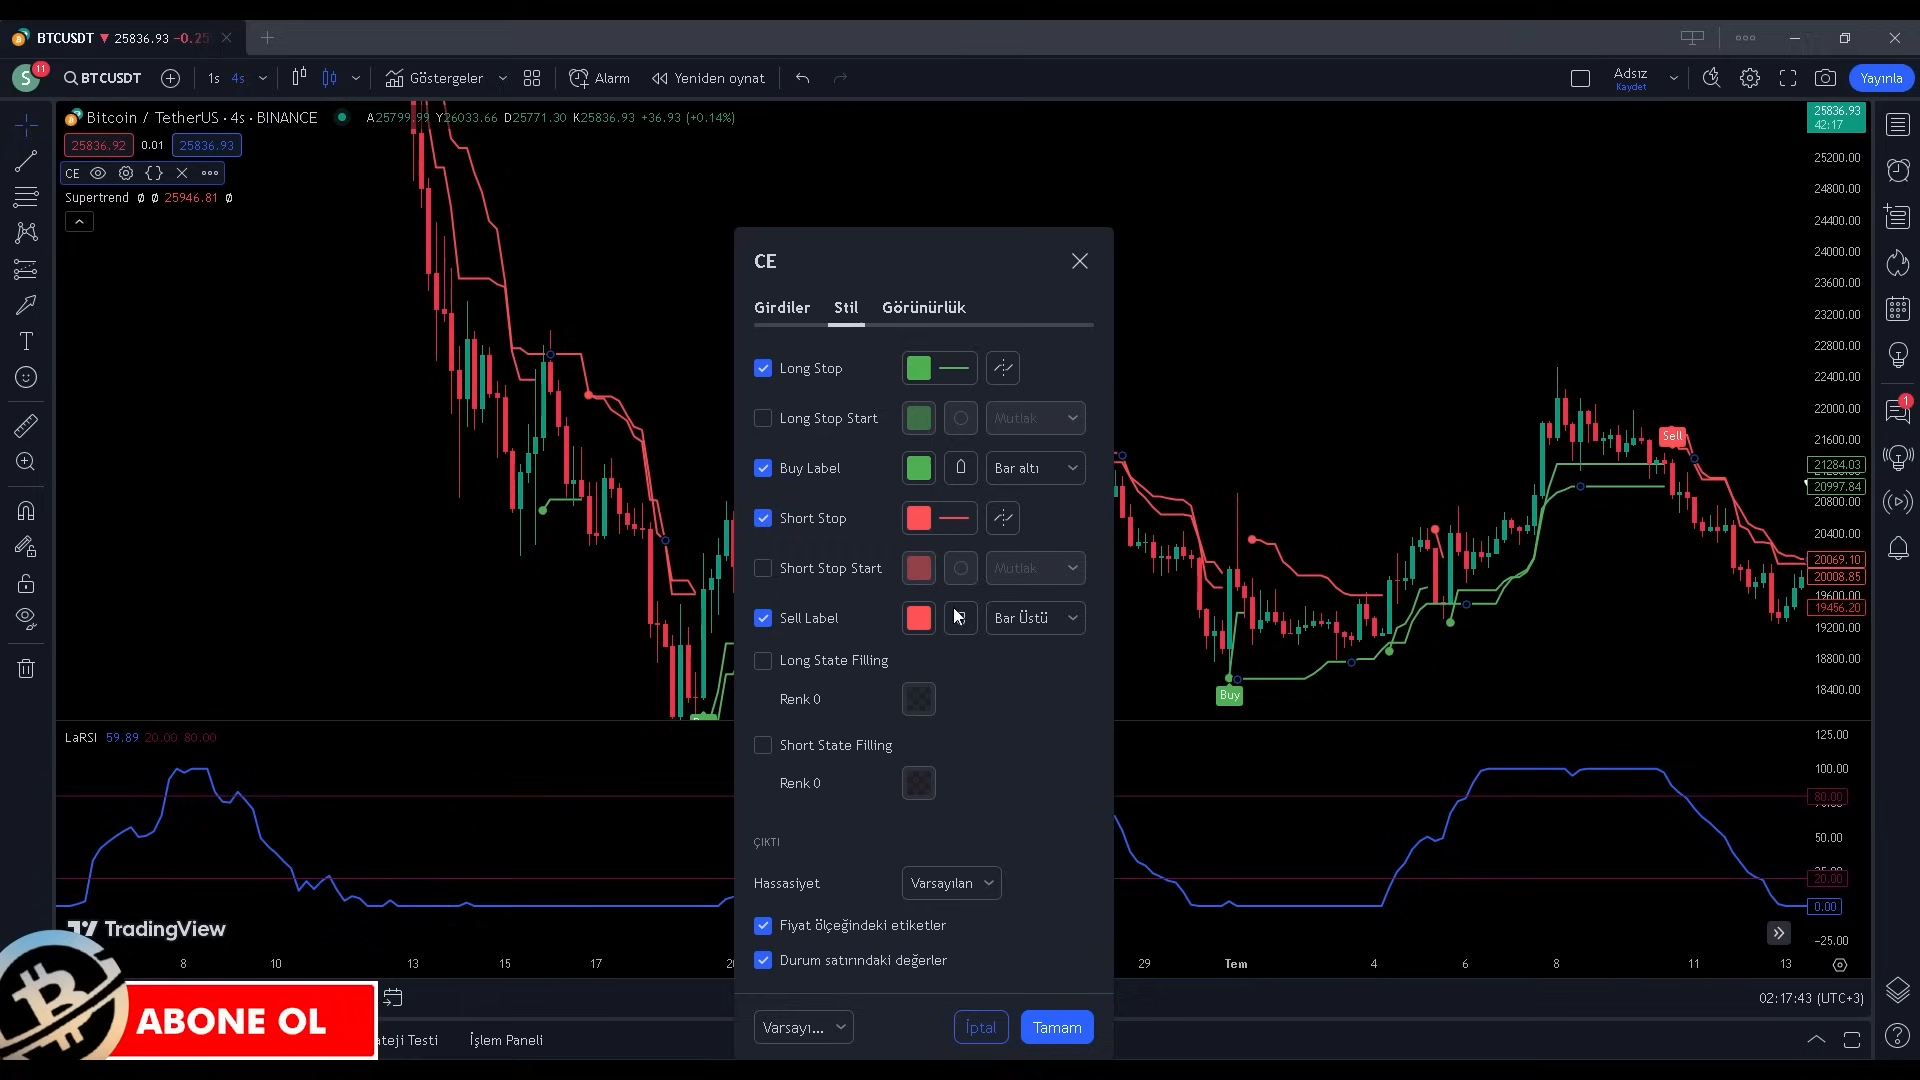 BTCUSDT 25836.93 -0.25
S 11 BTCUSDT 1s 4s Göstergeler Alarm Yeniden oynat Adsız Kaydet Yayınla
Bitcoin / TetherUS · 4s · BINANCE A25799.99 Y26033.66 D25771.30 K25836.93 +36.93 (+0.14%)
25836.92 0.01 25836.93
CE
Supertrend Ø Ø 25946.81 Ø
25836.93
42:17
25200.00
24800.00
24400.00
24000.00
23600.00
23200.00
22800.00
22400.00
22000.00
21600.00
21284.03
20997.84
20800.00
20400.00
20069.10
20008.85
19600.00
19456.20
19200.00
18800.00
18400.00
Sell
Buy
CE
Girdiler Stil Görünürlük
Long Stop
Long Stop Start Mutlak
Buy Label Bar altı
Short Stop
Short Stop Start Mutlak
Sell Label Bar Üstü
Long State Filling
Renk 0
Short State Filling
Renk 0
ÇIKTI
Hassasiyet Varsayılan
Fiyat ölçeğindeki etiketler
Durum satırındaki değerler
Varsayı... İptal Tamam
LaRSI 59.89 20.00 80.00
125.00
100.00
80.00
50.00
20.00
0.00
−25.00
TradingView
8 10 13 15 17 29 Tem 4 6 8 11 13
02:17:43 (UTC+3)
ABONE OL
ateji Testi İşlem Paneli
1